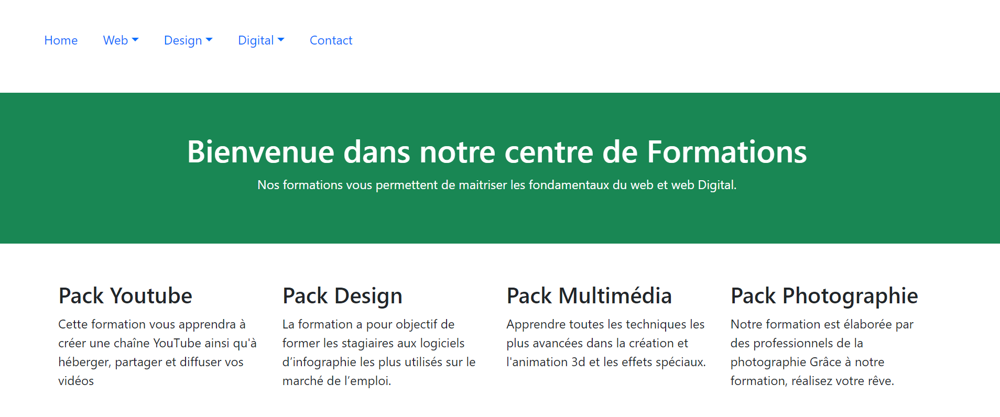 Home Web Design Digital Contact
Bienvenue dans notre centre de Formations
Nos formations vous permettent de maitriser les fondamentaux du web et web Digital.
Pack Youtube
Cette formation vous apprendra à
créer une chaîne YouTube ainsi qu'à
héberger, partager et diffuser vos
vidéos
Pack Design
La formation a pour objectif de
former les stagiaires aux logiciels
d’infographie les plus utilisés sur le
marché de l’emploi.
Pack Multimédia
Apprendre toutes les techniques les
plus avancées dans la création et
l'animation 3d et les effets spéciaux.
Pack Photographie
Notre formation est élaborée par
des professionnels de la
photographie Grâce à notre
formation, réalisez votre rêve.